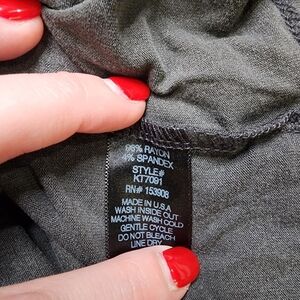 96% RAYON
4% SPANDEX
STYLE#
KT7091
RN# 153908
MADE IN U.S.A
WASH INSIDE OUT
MACHINE WASH COLD
GENTLE CYCLE
DO NOT BLEACH
LINE DRY